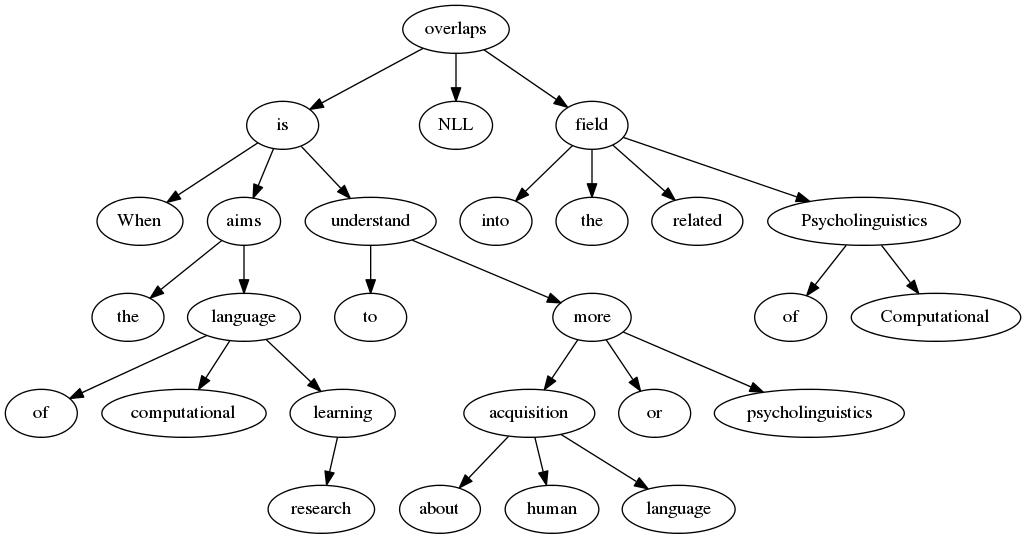 overlaps
is NLL field
When aims understand into the related Psycholinguistics
the language to more of Computational
of computational learning acquisition or psycholinguistics
research about human language